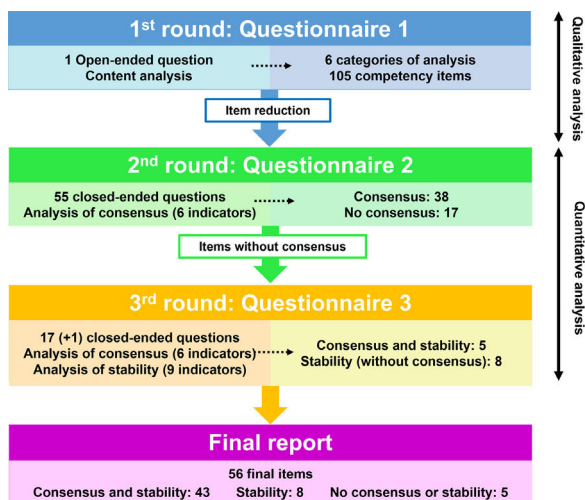 1st round: Questionnaire 1
1 Open-ended question
Content analysis
6 categories of analysis
105 competency items
Item reduction
2nd round: Questionnaire 2
55 closed-ended questions
Analysis of consensus (6 indicators)
Consensus: 38
No consensus: 17
Items without consensus
3rd round: Questionnaire 3
17 (+1) closed-ended questions
Analysis of consensus (6 indicators)
Analysis of stability (9 indicators)
Consensus and stability: 5
Stability (without consensus): 8
Final report
56 final items
Consensus and stability: 43 Stability: 8 No consensus or stability: 5
Qualitative analysis
Quantitative analysis